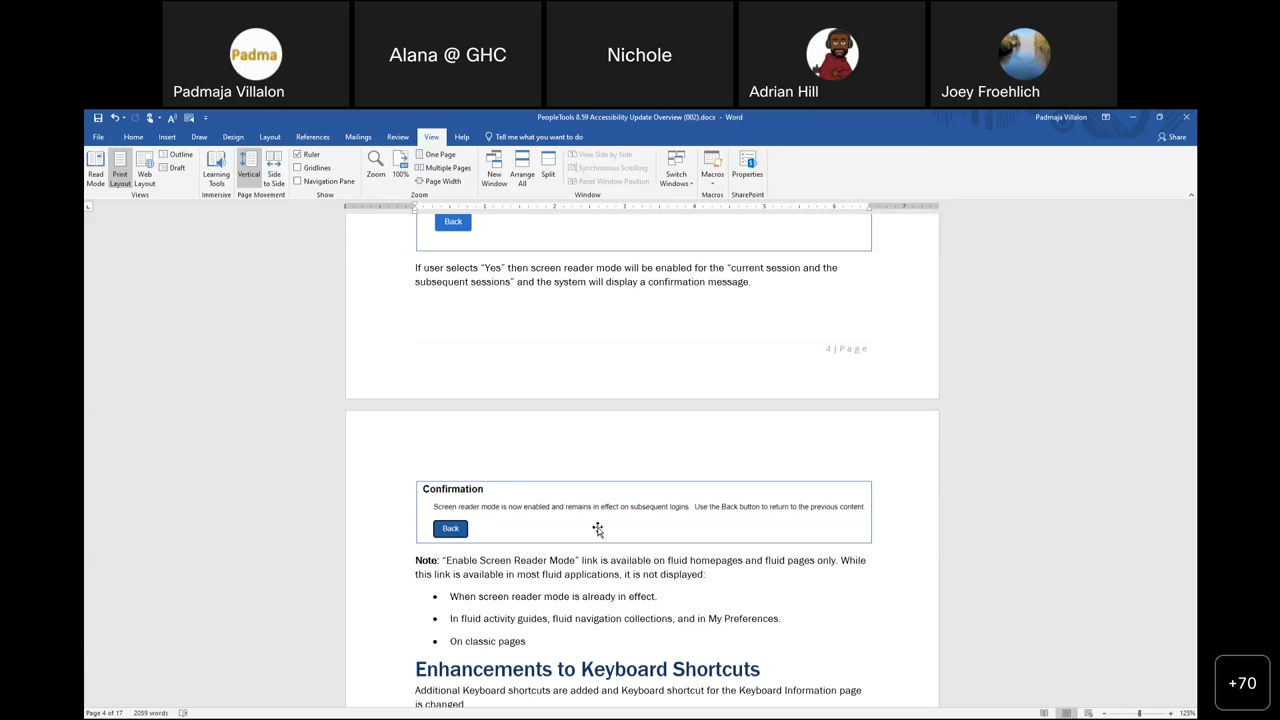 Padma
Padmaja Villalon
Alana @ GHC
Nichole
Adrian Hill
Joey Froehlich
PeopleTools 8.59 Accessibility Update Overview (002).docx - Word
Padmaja Villalon
File Home Insert Draw Design Layout References Mailings Review View Help Tell me what you want to do Share
Read Mode
Print Layout
Web Layout
Outline
Draft
Views
Learning Tools
Immersive
Vertical
Side to Side
Page Movement
Ruler
Gridlines
Navigation Pane
Show
Zoom
100%
One Page
Multiple Pages
Page Width
Zoom
New Window
Arrange All
Split
View Side by Side
Synchronous Scrolling
Reset Window Position
Window
Switch Windows
Macros
Macros
Properties
SharePoint
1 1 2 3 4 5 6 7
Back
If user selects “Yes” then screen reader mode will be enabled for the “current session and the
subsequent sessions” and the system will display a confirmation message.
4 | P a g e
Confirmation
Screen reader mode is now enabled and remains in effect on subsequent logins. Use the Back button to return to the previous content.
Back
Note: “Enable Screen Reader Mode” link is available on fluid homepages and fluid pages only. While
this link is available in most fluid applications, it is not displayed:
• When screen reader mode is already in effect.
• In fluid activity guides, fluid navigation collections, and in My Preferences.
• On classic pages
Enhancements to Keyboard Shortcuts
Additional Keyboard shortcuts are added and Keyboard shortcut for the Keyboard Information page
is changed
+70
Page 4 of 17 2059 words
125%